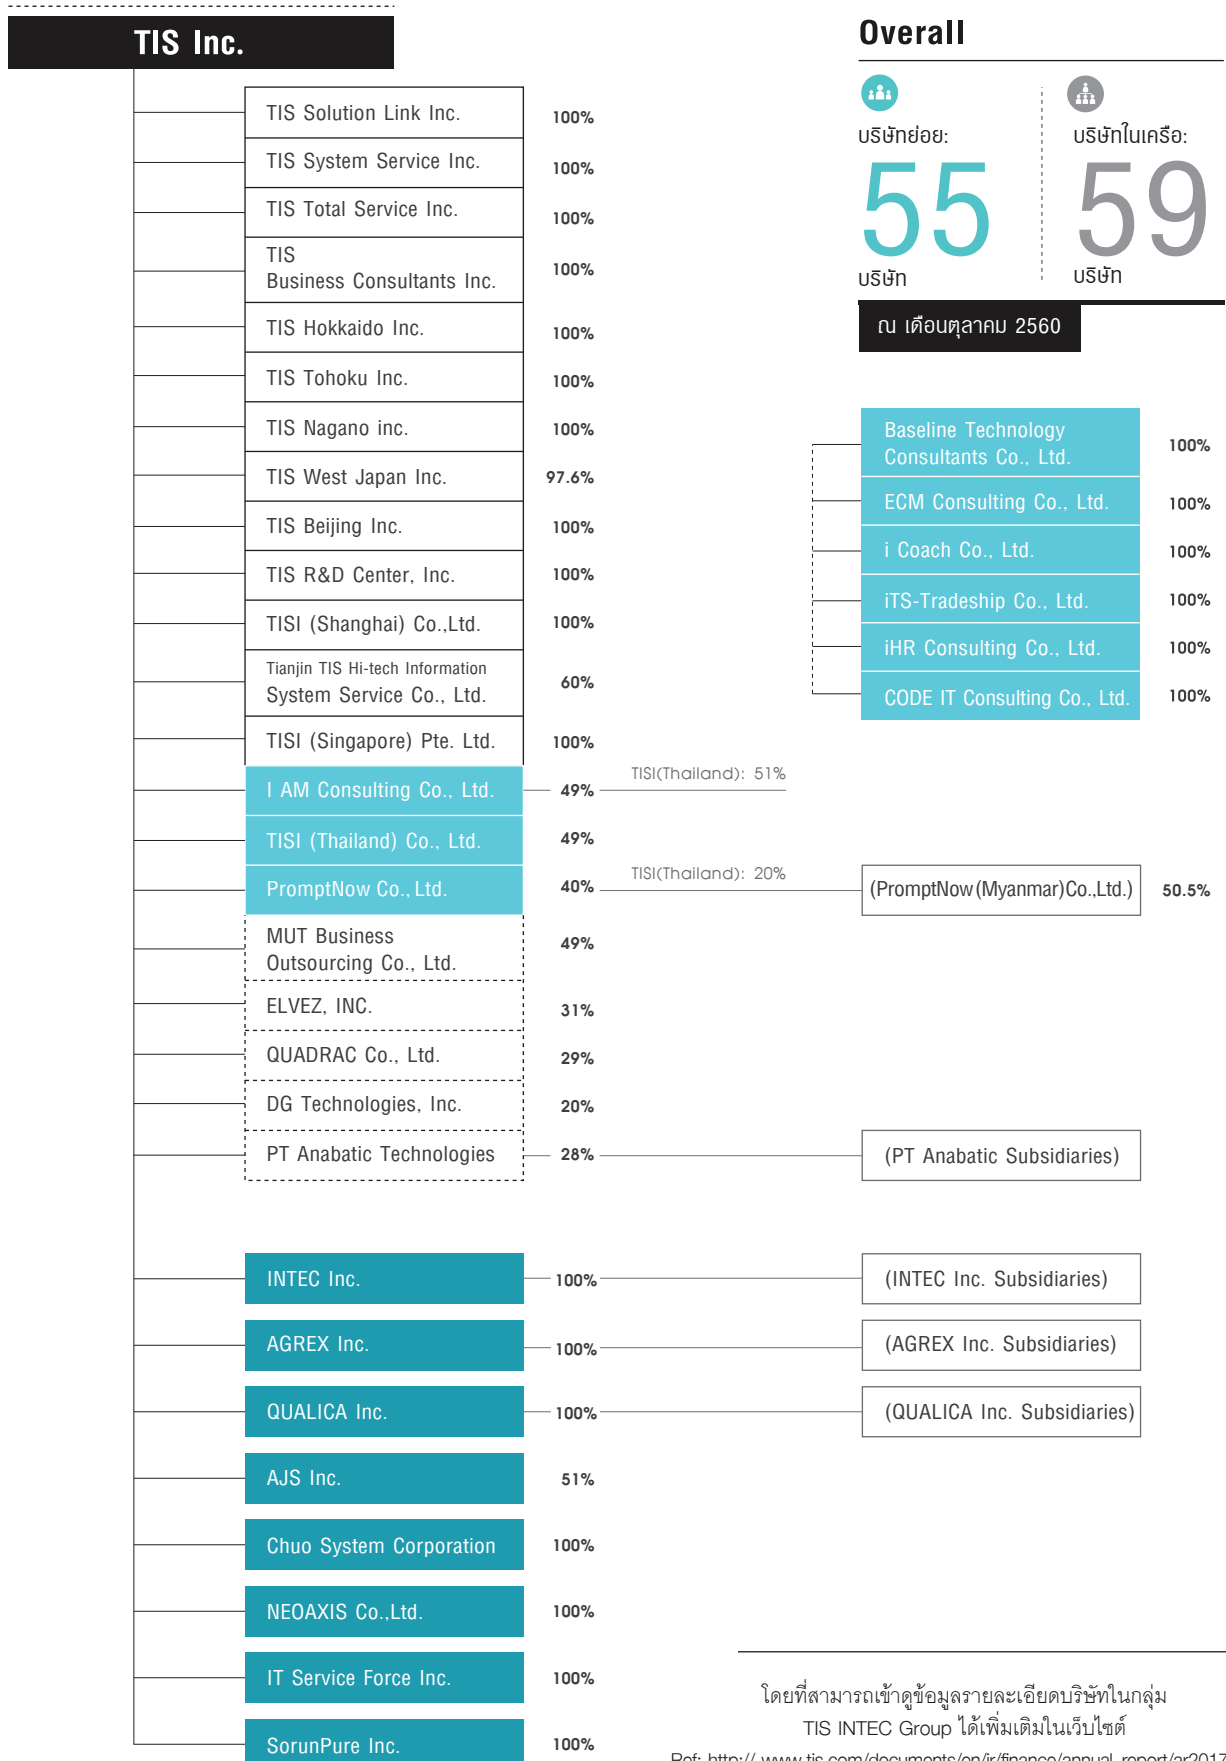 TIS Inc.
TIS Solution Link Inc. 100%
TIS System Service Inc. 100%
TIS Total Service Inc. 100%
TIS
Business Consultants Inc. 100%
TIS Hokkaido Inc. 100%
TIS Tohoku Inc. 100%
TIS Nagano inc. 100%
TIS West Japan Inc. 97.6%
TIS Beijing Inc. 100%
TIS R&D Center, Inc. 100%
TISI (Shanghai) Co.,Ltd. 100%
Tianjin TIS Hi-tech Information
System Service Co., Ltd. 60%
TISI (Singapore) Pte. Ltd. 100%
I AM Consulting Co., Ltd. 49% TISI(Thailand): 51%
TISI (Thailand) Co., Ltd. 49%
PromptNow Co., Ltd. 40% TISI(Thailand): 20% (PromptNow (Myanmar)Co.,Ltd.) 50.5%
MUT Business
Outsourcing Co., Ltd. 49%
ELVEZ, INC. 31%
QUADRAC Co., Ltd. 29%
DG Technologies, Inc. 20%
PT Anabatic Technologies 28% (PT Anabatic Subsidiaries)
INTEC Inc. 100% (INTEC Inc. Subsidiaries)
AGREX Inc. 100% (AGREX Inc. Subsidiaries)
QUALICA Inc. 100% (QUALICA Inc. Subsidiaries)
AJS Inc. 51%
Chuo System Corporation 100%
NEOAXIS Co.,Ltd. 100%
IT Service Force Inc. 100%
SorunPure Inc. 100%
Overall
บริษัทย่อย:
55
บริษัท
บริษัทในเครือ:
59
บริษัท
ณ เดือนตุลาคม 2560
Baseline Technology
Consultants Co., Ltd. 100%
ECM Consulting Co., Ltd. 100%
i Coach Co., Ltd. 100%
iTS-Tradeship Co., Ltd. 100%
iHR Consulting Co., Ltd. 100%
CODE IT Consulting Co., Ltd. 100%
โดยที่สามารถเข้าดูข้อมูลรายละเอียดบริษัทในกลุ่ม
TIS INTEC Group ได้เพิ่มเติมในเว็บไซต์
Ref: http:// www.tis.com/documents/en/ir/finance/annual_report/ar2017